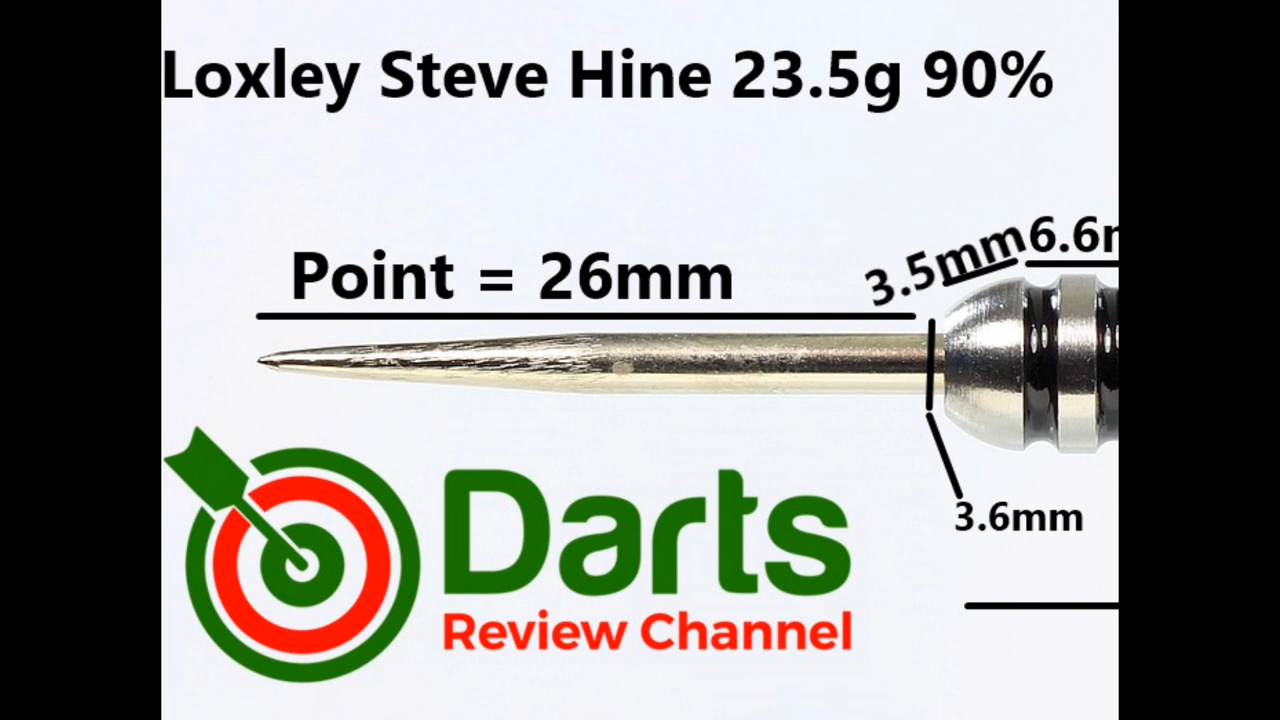 Loxley Steve Hine 23.5g 90%
Point = 26mm
3.5mm
3.6mm
Darts
Review Channel